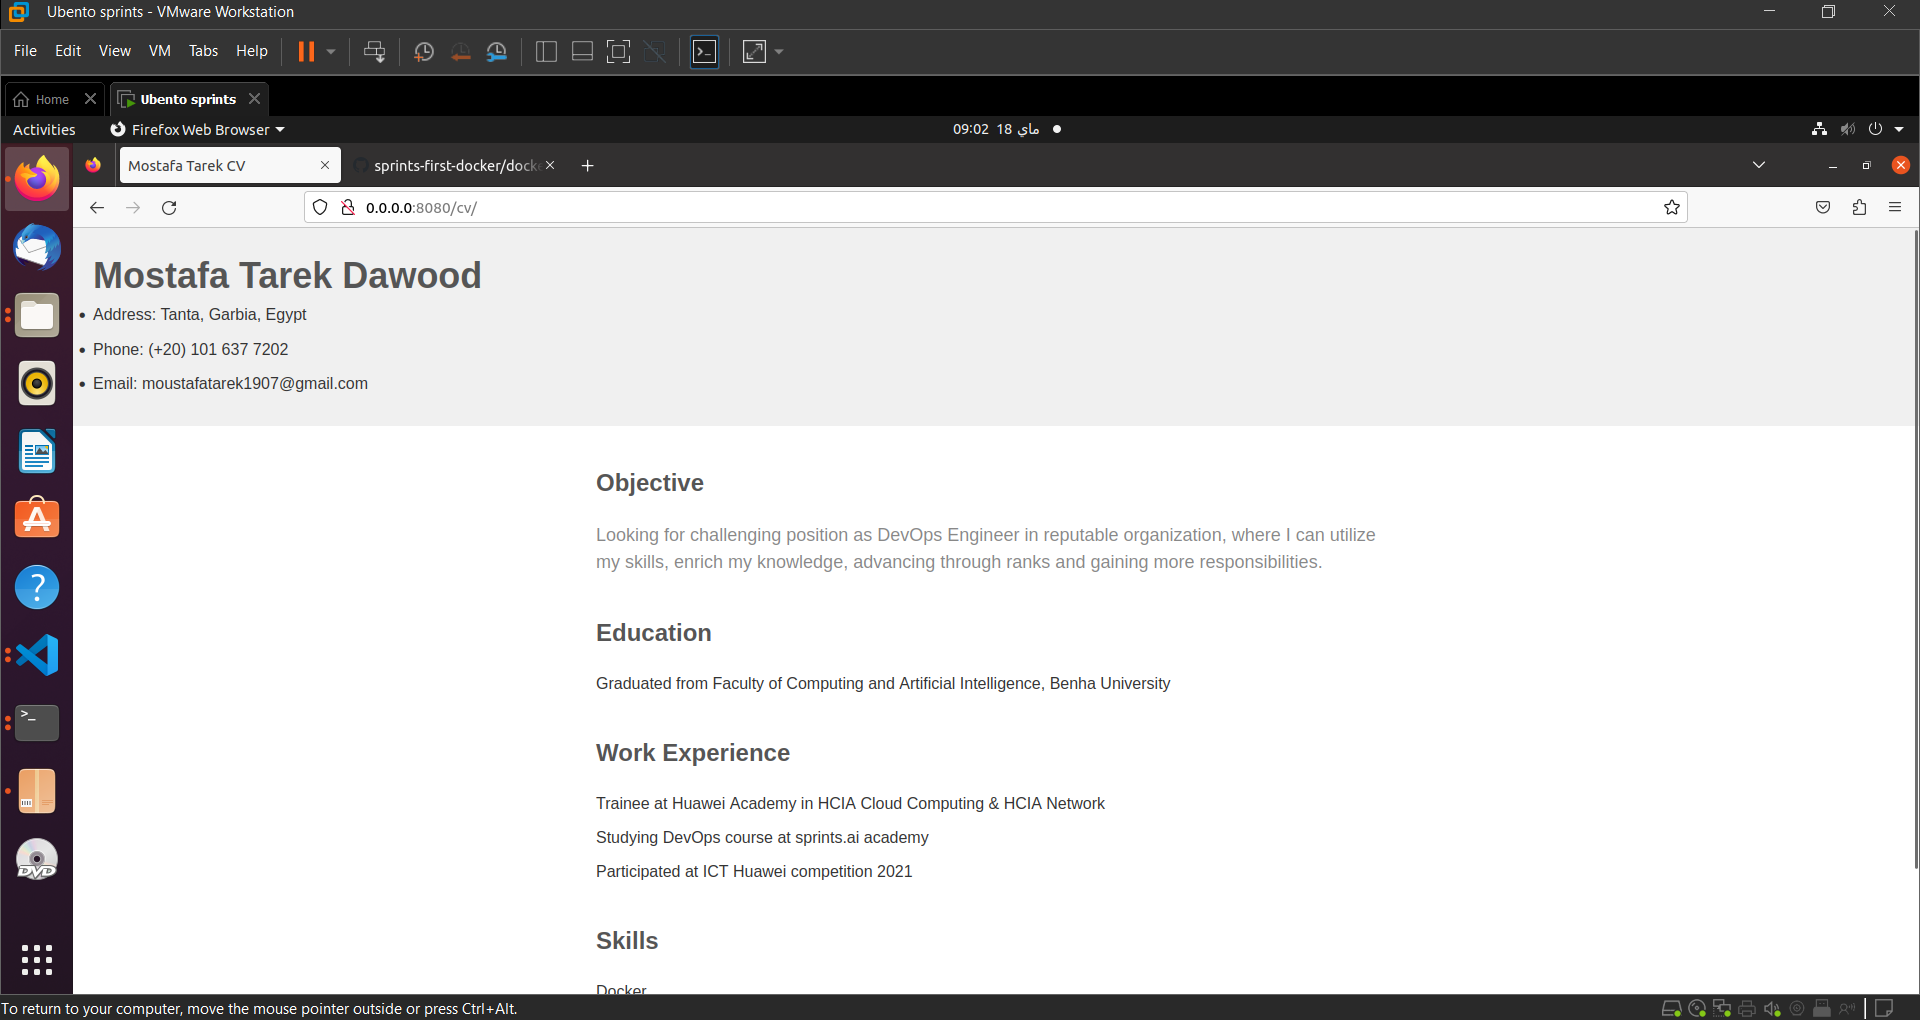 Ubento sprints - VMware Workstation
File Edit View VM Tabs Help
Home
Ubento sprints
Activities
Firefox Web Browser
09:02 18 ماي
Mostafa Tarek CV
sprints-first-docker/docke
0.0.0.0:8080/cv/
Mostafa Tarek Dawood
• Address: Tanta, Garbia, Egypt
• Phone: (+20) 101 637 7202
• Email: moustafatarek1907@gmail.com
Objective
Looking for challenging position as DevOps Engineer in reputable organization, where I can utilize
my skills, enrich my knowledge, advancing through ranks and gaining more responsibilities.
Education
Graduated from Faculty of Computing and Artificial Intelligence, Benha University
Work Experience
Trainee at Huawei Academy in HCIA Cloud Computing & HCIA Network
Studying DevOps course at sprints.ai academy
Participated at ICT Huawei competition 2021
Skills
Docker
DVD
To return to your computer, move the mouse pointer outside or press Ctrl+Alt.